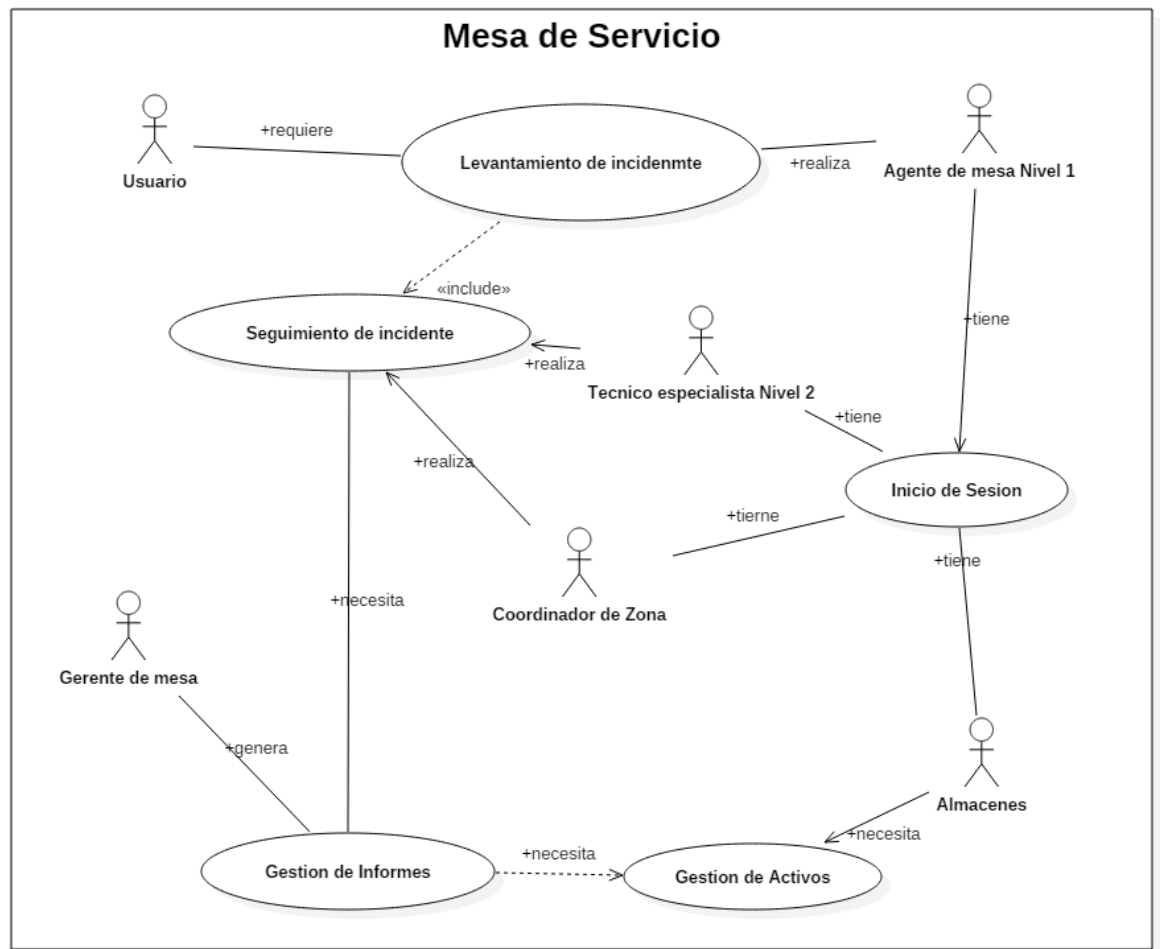 Mesa de Servicio
+requiere
Levantamiento de incidenmte
+realiza
Usuario
Agente de mesa Nivel 1
«include»
+tiene
Seguimiento de incidente
+realiza
Tecnico especialista Nivel 2
+tiene
+realiza
Inicio de Sesion
+tierne
+tiene
+necesita
Coordinador de Zona
Gerente de mesa
+genera
Almacenes
+necesita
+necesita
Gestion de Informes
Gestion de Activos